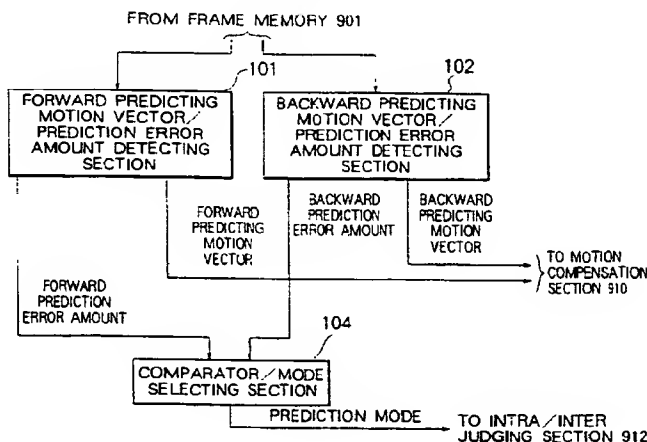 FROM FRAME MEMORY 901
101
FORWARD PREDICTING
MOTION VECTOR/
PREDICTION ERROR
AMOUNT DETECTING
SECTION
102
BACKWARD PREDICTING
MOTION VECTOR/
PREDICTION ERROR
AMOUNT DETECTING
SECTION
FORWARD
PREDICTING
MOTION
VECTOR
BACKWARD
PREDICTION
ERROR AMOUNT
BACKWARD
PREDICTING
MOTION
VECTOR
TO MOTION
COMPENSATION
SECTION 910
FORWARD
PREDICTION
ERROR AMOUNT
104
COMPARATOR/MODE
SELECTING SECTION
PREDICTION MODE
TO INTRA/INTER
JUDGING SECTION 912